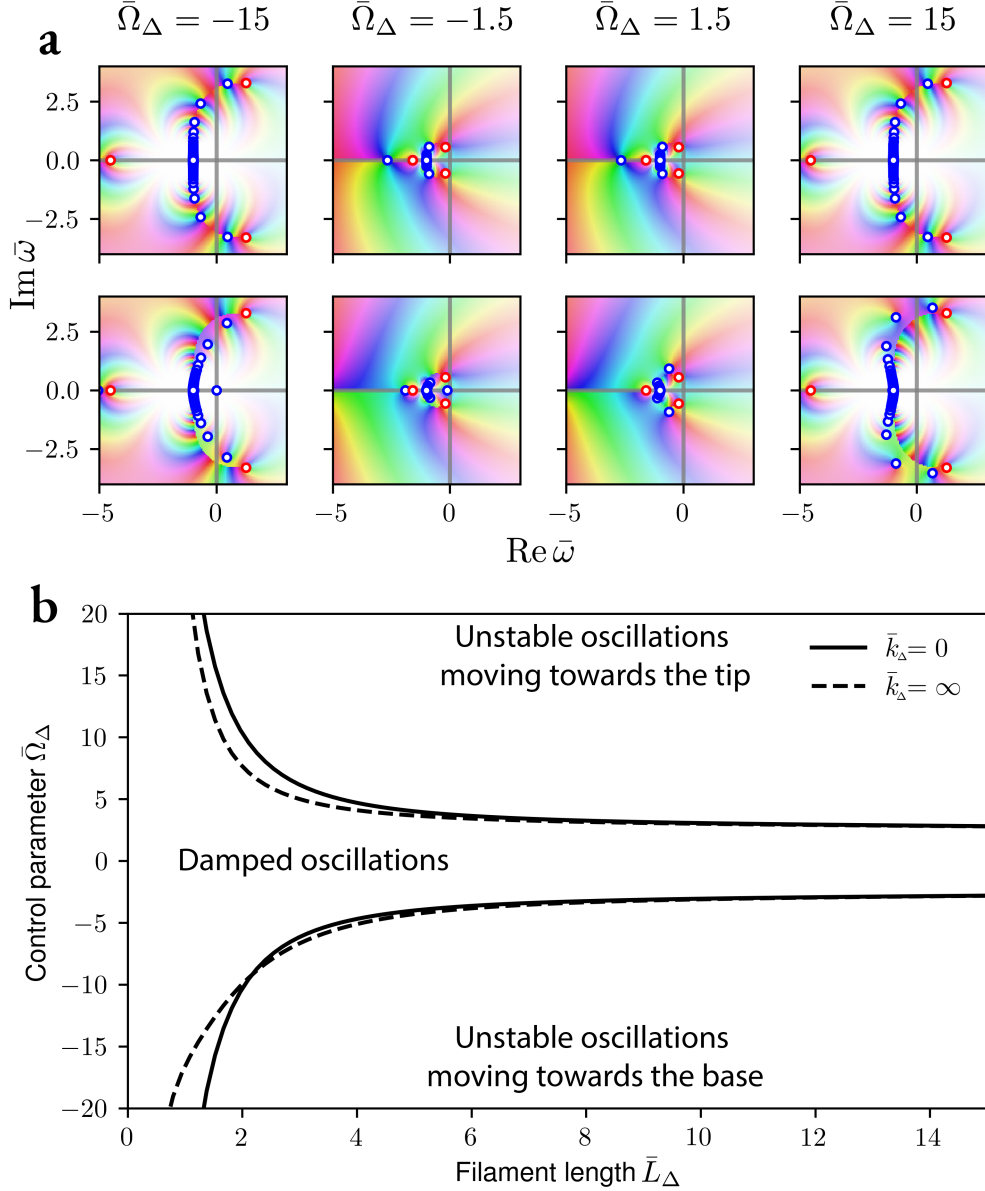 a
Ω̄_Δ = −15
Ω̄_Δ = −1.5
Ω̄_Δ = 1.5
Ω̄_Δ = 15
2.5
0.0
−2.5
2.5
0.0
−2.5
Im ω̄
−5 0 −5 0 −5 0 −5 0
Re ω̄
b
20
15
10
5
0
−5
−10
−15
−20
Control parameter Ω̄_Δ
Unstable oscillations
moving towards the tip
k̄_Δ = 0
k̄_Δ = ∞
Damped oscillations
Unstable oscillations
moving towards the base
0 2 4 6 8 10 12 14
Filament length L̄_Δ